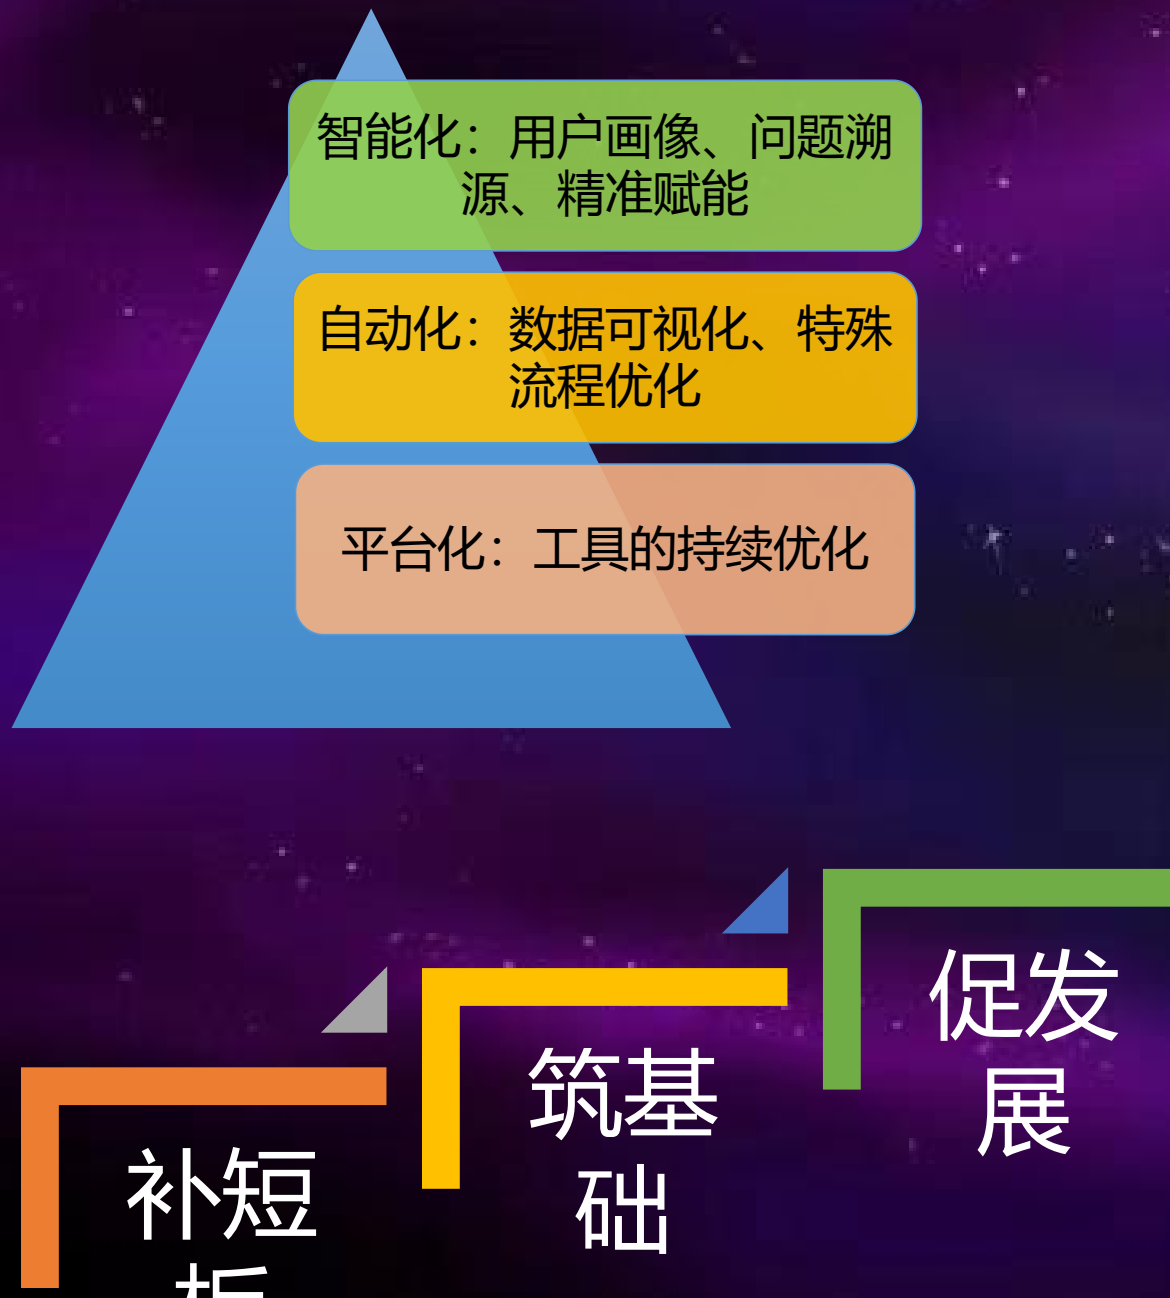 智能化：用户画像、问题溯
源、精准赋能
自动化：数据可视化、特殊
流程优化
平台化：工具的持续优化
补短
板
筑基
础
促发
展